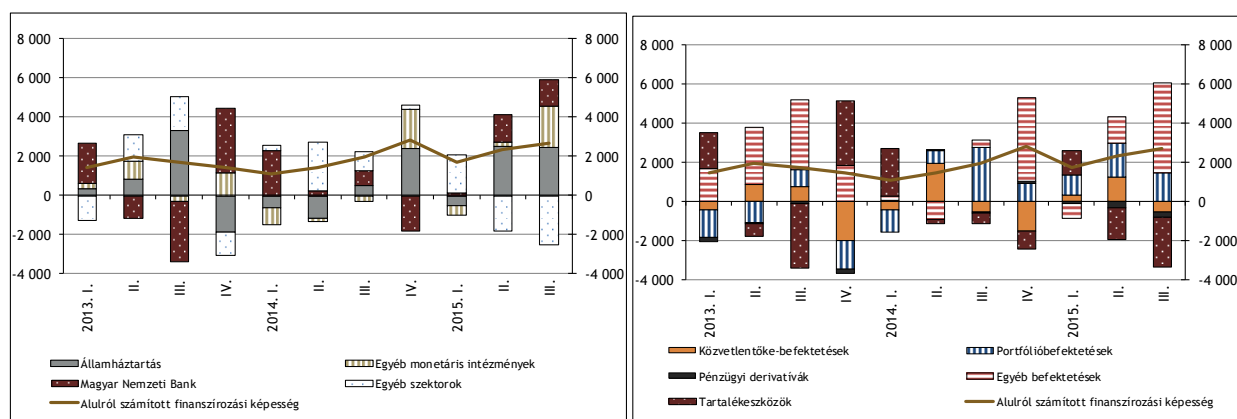 8 000
6 000
4 000
2 000
0
-2 000
-4 000
8 000
6 000
4 000
2 000
0
-2 000
-4 000
2013. I.
II.
III.
IV.
2014. I.
II.
III.
IV.
2015. I.
II.
III.
Államháztartás
Egyéb monetáris intézmények
Magyar Nemzeti Bank
Egyéb szektorok
Alulról számított finanszírozási képesség
8 000
6 000
4 000
2 000
0
-2 000
-4 000
8 000
6 000
4 000
2 000
0
-2 000
-4 000
2013. I.
II.
III.
IV.
2014. I.
II.
III.
IV.
2015. I.
II.
III.
Közvetlentőke-befektetések
Portfólióbefektetések
Pénzügyi derivatívák
Egyéb befektetések
Tartalékeszközök
Alulról számított finanszírozási képesség